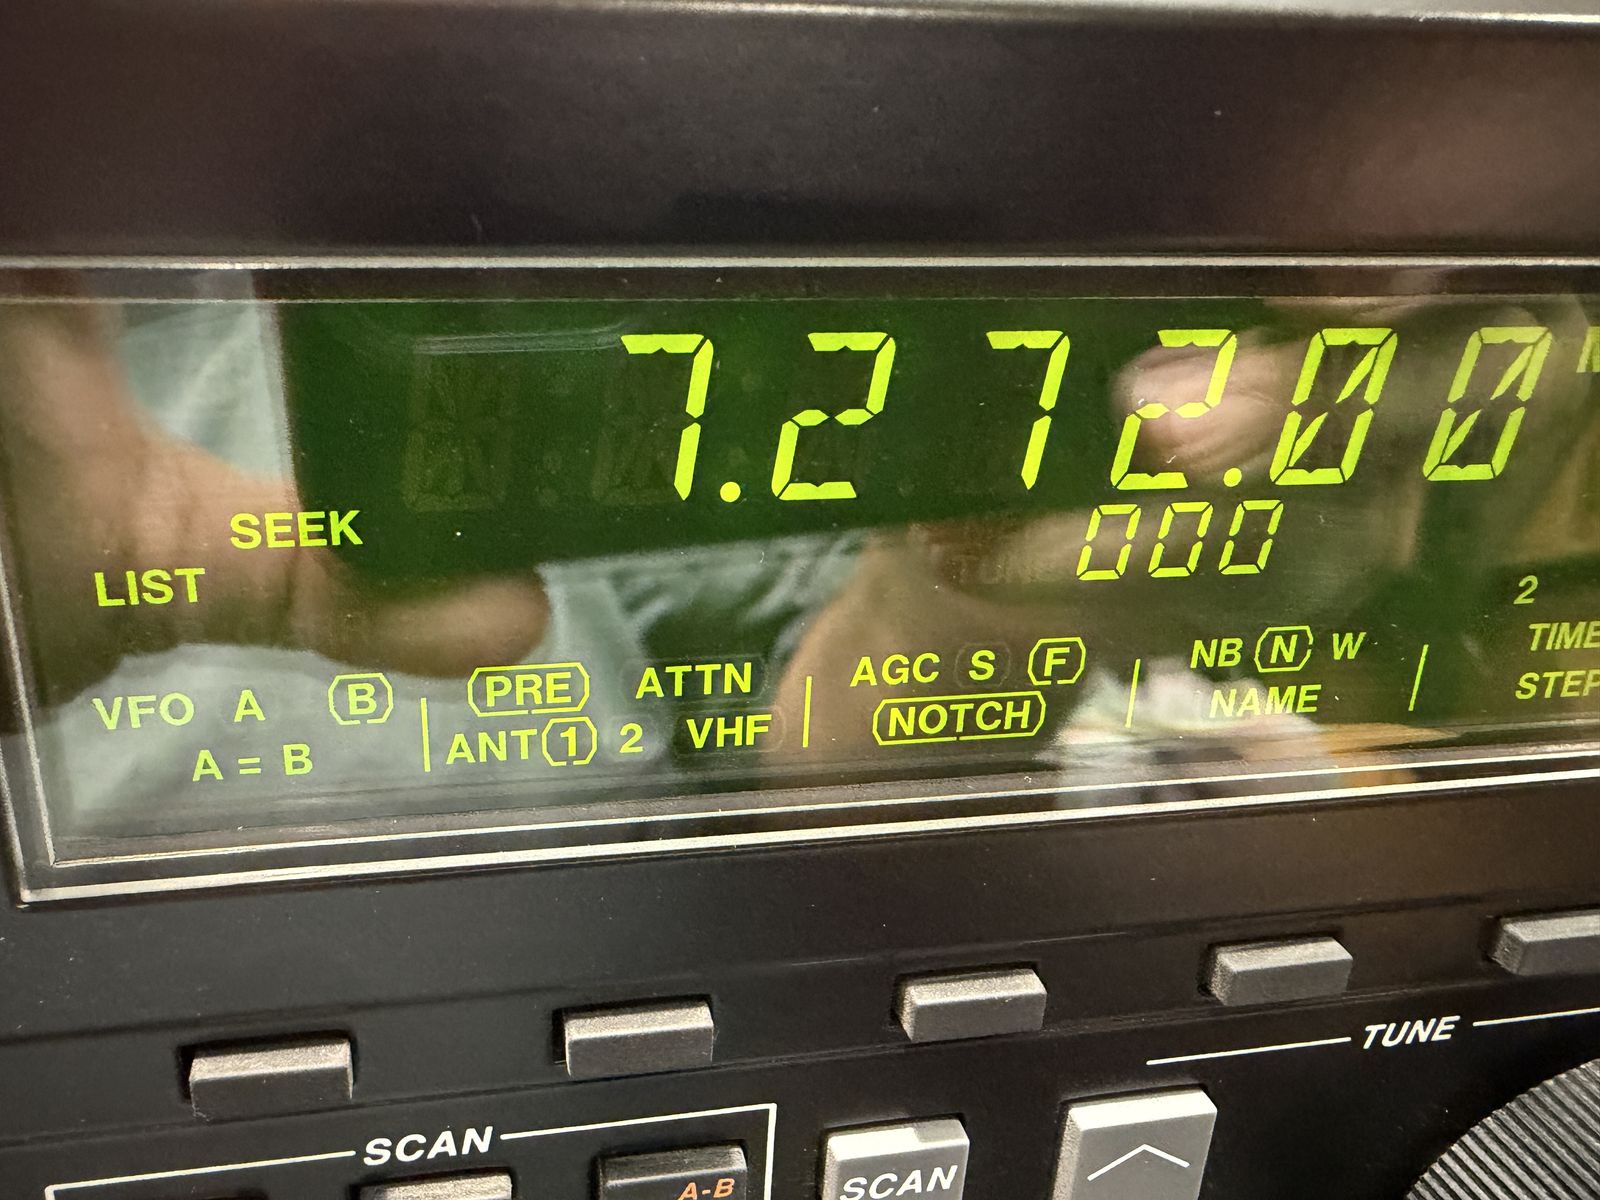 7.272.00
000
SEEK
LIST
2
TIME
STEP
VFO A B
A = B
PRE ATTN
ANT 1 2 VHF
AGC S F
NOTCH
NB N W
NAME
TUNE
SCAN
A-B
SCAN